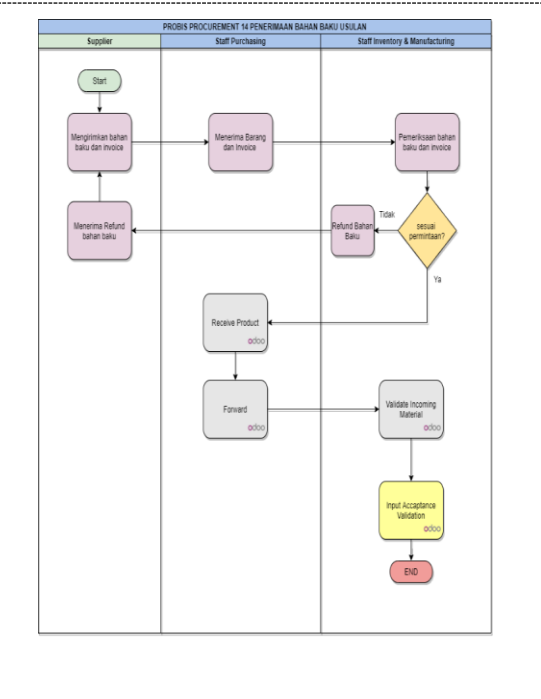 PROBIS PROCUREMENT 14 PENERIMAAN BAHAN BAKU USULAN
Supplier
Staff Purchasing
Staff Inventory & Manufacturing
Start
Mengirimkan bahan
baku dan invoice
Menerima Barang
dan Invoice
Pemeriksaan bahan
baku dan invoice
Menerima Refund
bahan baku
Refund Bahan
Baku
Tidak
sesuai
permintaan?
Ya
Receive Product
odoo
Forward
odoo
Validate Incoming
Material
odoo
Input Accaptance
Validation
odoo
END